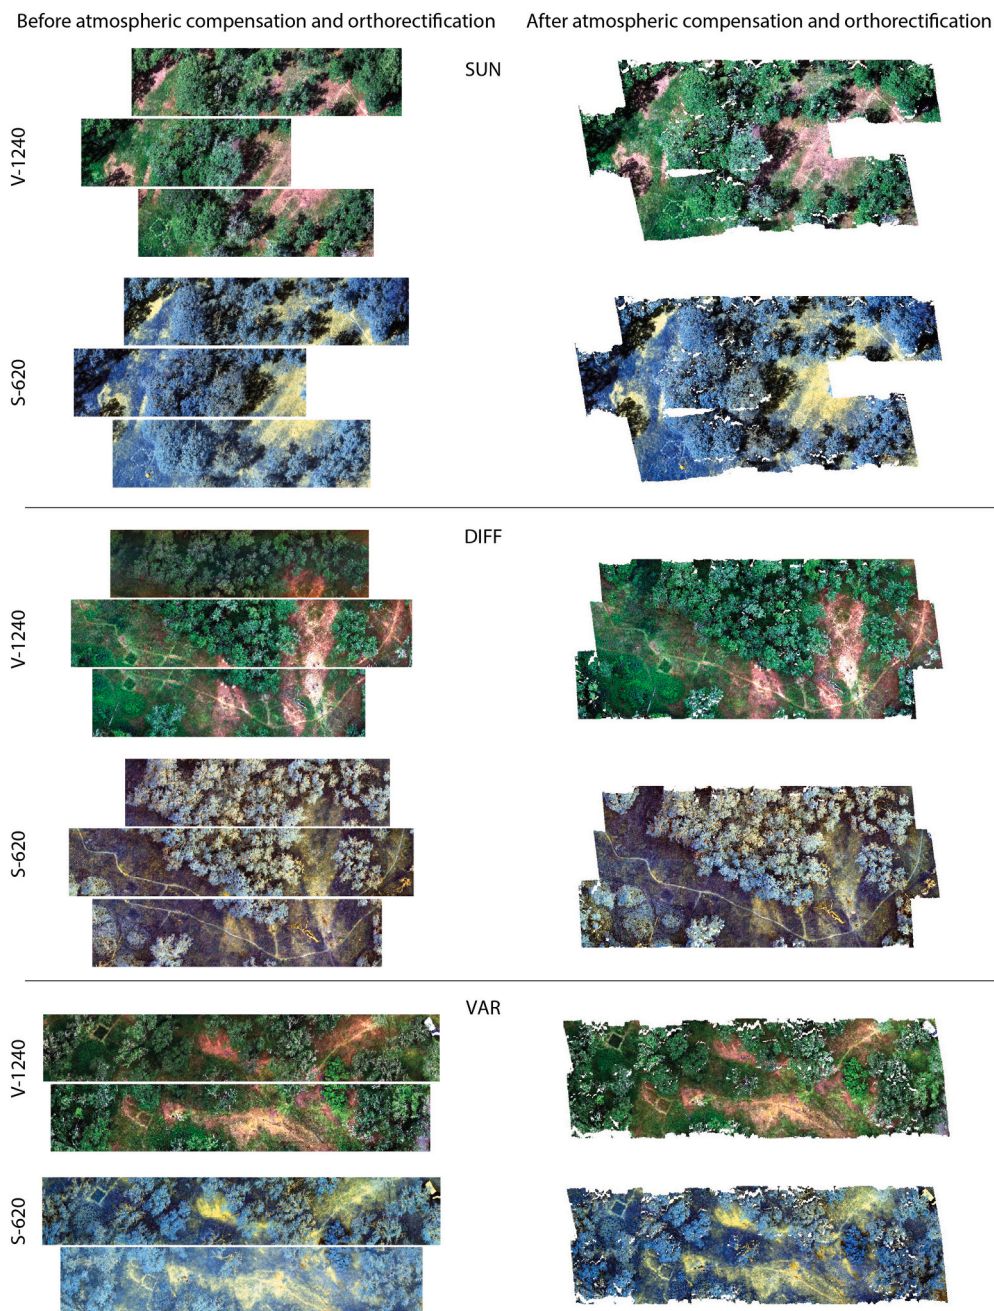 Before atmospheric compensation and orthorectification
After atmospheric compensation and orthorectification
SUN
V-1240
S-620
DIFF
V-1240
S-620
VAR
V-1240
S-620